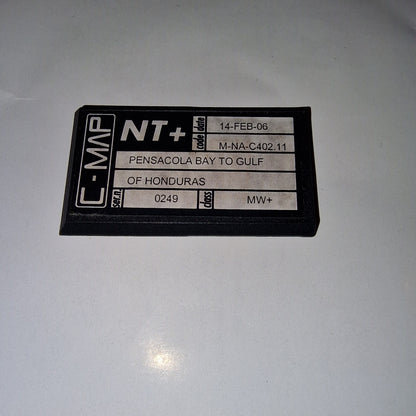 C-MAP
NT+
date 14-FEB-06
code M-NA-C402.11
PENSACOLA BAY TO GULF
OF HONDURAS
ser.n. 0249 class MW+